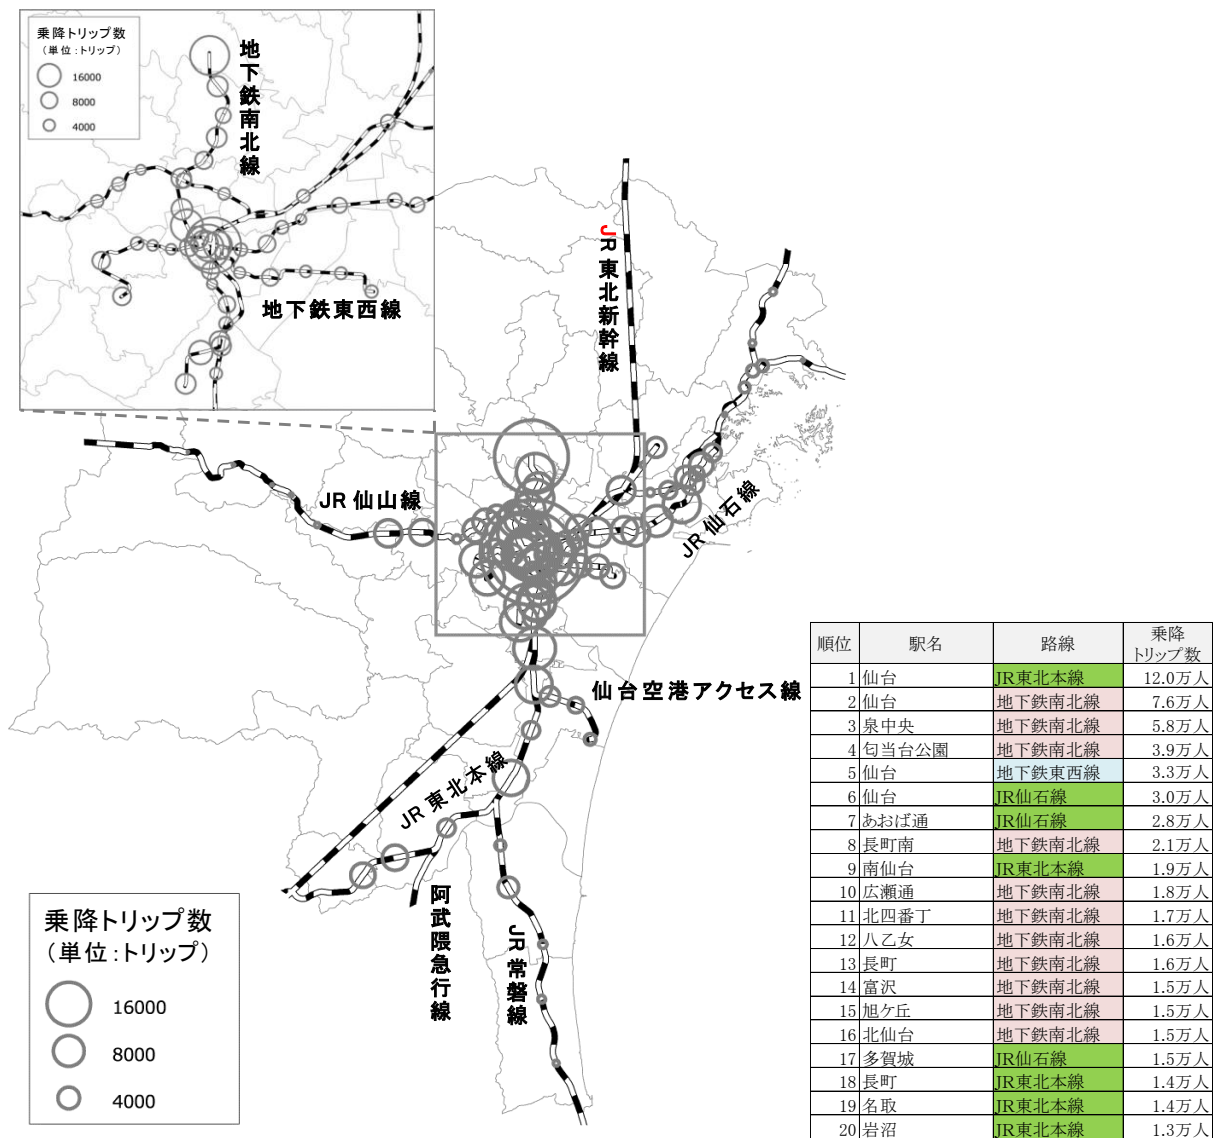 乗降トリップ数
（単位：トリップ）
16000
8000
4000
地下鉄南北線
地下鉄東西線
JR東北新幹線
JR仙山線
JR仙石線
仙台空港アクセス線
JR東北本線
阿武隈急行線
JR常磐線
乗降トリップ数
（単位：トリップ）
16000
8000
4000
順位 駅名 路線 乗降トリップ数
1 仙台 JR東北本線 12.0万人
2 仙台 地下鉄南北線 7.6万人
3 泉中央 地下鉄南北線 5.8万人
4 匂当台公園 地下鉄南北線 3.9万人
5 仙台 地下鉄東西線 3.3万人
6 仙台 JR仙石線 3.0万人
7 あおば通 JR仙石線 2.8万人
8 長町南 地下鉄南北線 2.1万人
9 南仙台 JR東北本線 1.9万人
10 広瀬通 地下鉄南北線 1.8万人
11 北四番丁 地下鉄南北線 1.7万人
12 八乙女 地下鉄南北線 1.6万人
13 長町 地下鉄南北線 1.6万人
14 富沢 地下鉄南北線 1.5万人
15 旭ケ丘 地下鉄南北線 1.5万人
16 北仙台 地下鉄南北線 1.5万人
17 多賀城 JR仙石線 1.5万人
18 長町 JR東北本線 1.4万人
19 名取 JR東北本線 1.4万人
20 岩沼 JR東北本線 1.3万人